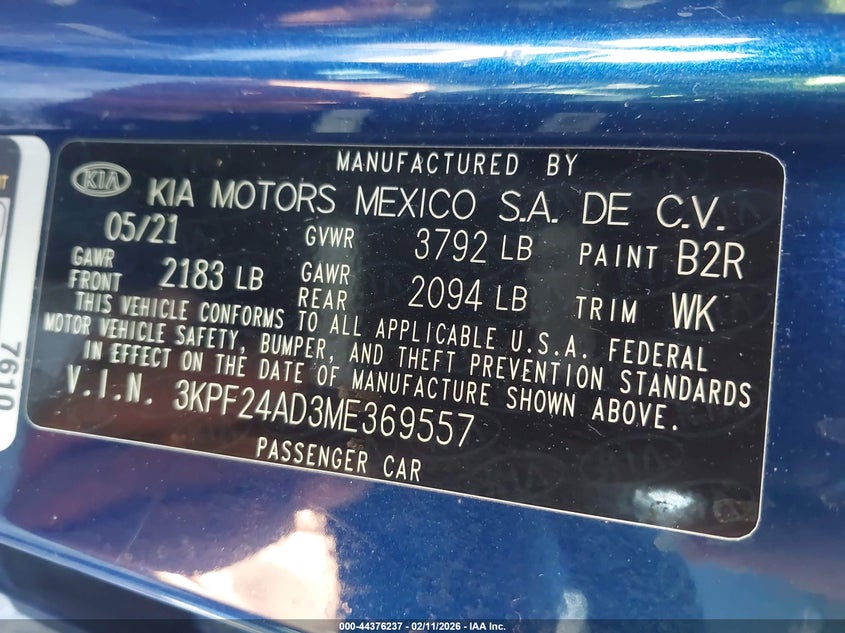 MANUFACTURED BY
KIA KIA MOTORS MEXICO S.A. DE C.V.
05/21 GVWR 3792 LB PAINT B2R
GAWR FRONT 2183 LB GAWR REAR 2094 LB TRIM WK
THIS VEHICLE CONFORMS TO ALL APPLICABLE U.S.A. FEDERAL
MOTOR VEHICLE SAFETY, BUMPER, AND THEFT PREVENTION STANDARDS
IN EFFECT ON THE DATE OF MANUFACTURE SHOWN ABOVE.
V.I.N. 3KPF24AD3ME369557
PASSENGER CAR
7610
000-44376237 - 02/11/2026 - IAA Inc.